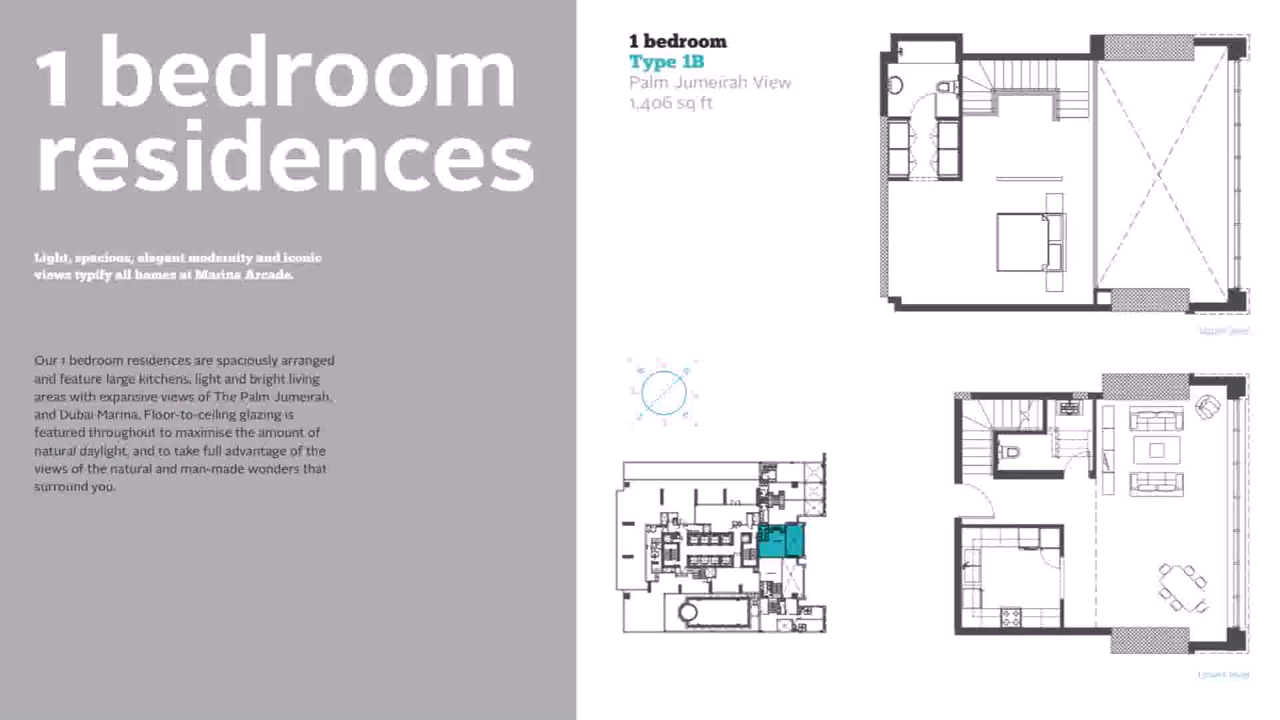 1 bedroom
residences
Light, spacious, elegant modernity and iconic
views typify all homes at Marina Arcade.
Our 1 bedroom residences are spaciously arranged
and feature large kitchens, light and bright living
areas with expansive views of The Palm Jumeirah,
and Dubai Marina. Floor-to-ceiling glazing is
featured throughout to maximise the amount of
natural daylight, and to take full advantage of the
views of the natural and man-made wonders that
surround you.
1 bedroom
Type 1B
Palm Jumeirah View
1,406 sq ft
Upper level
Lower level